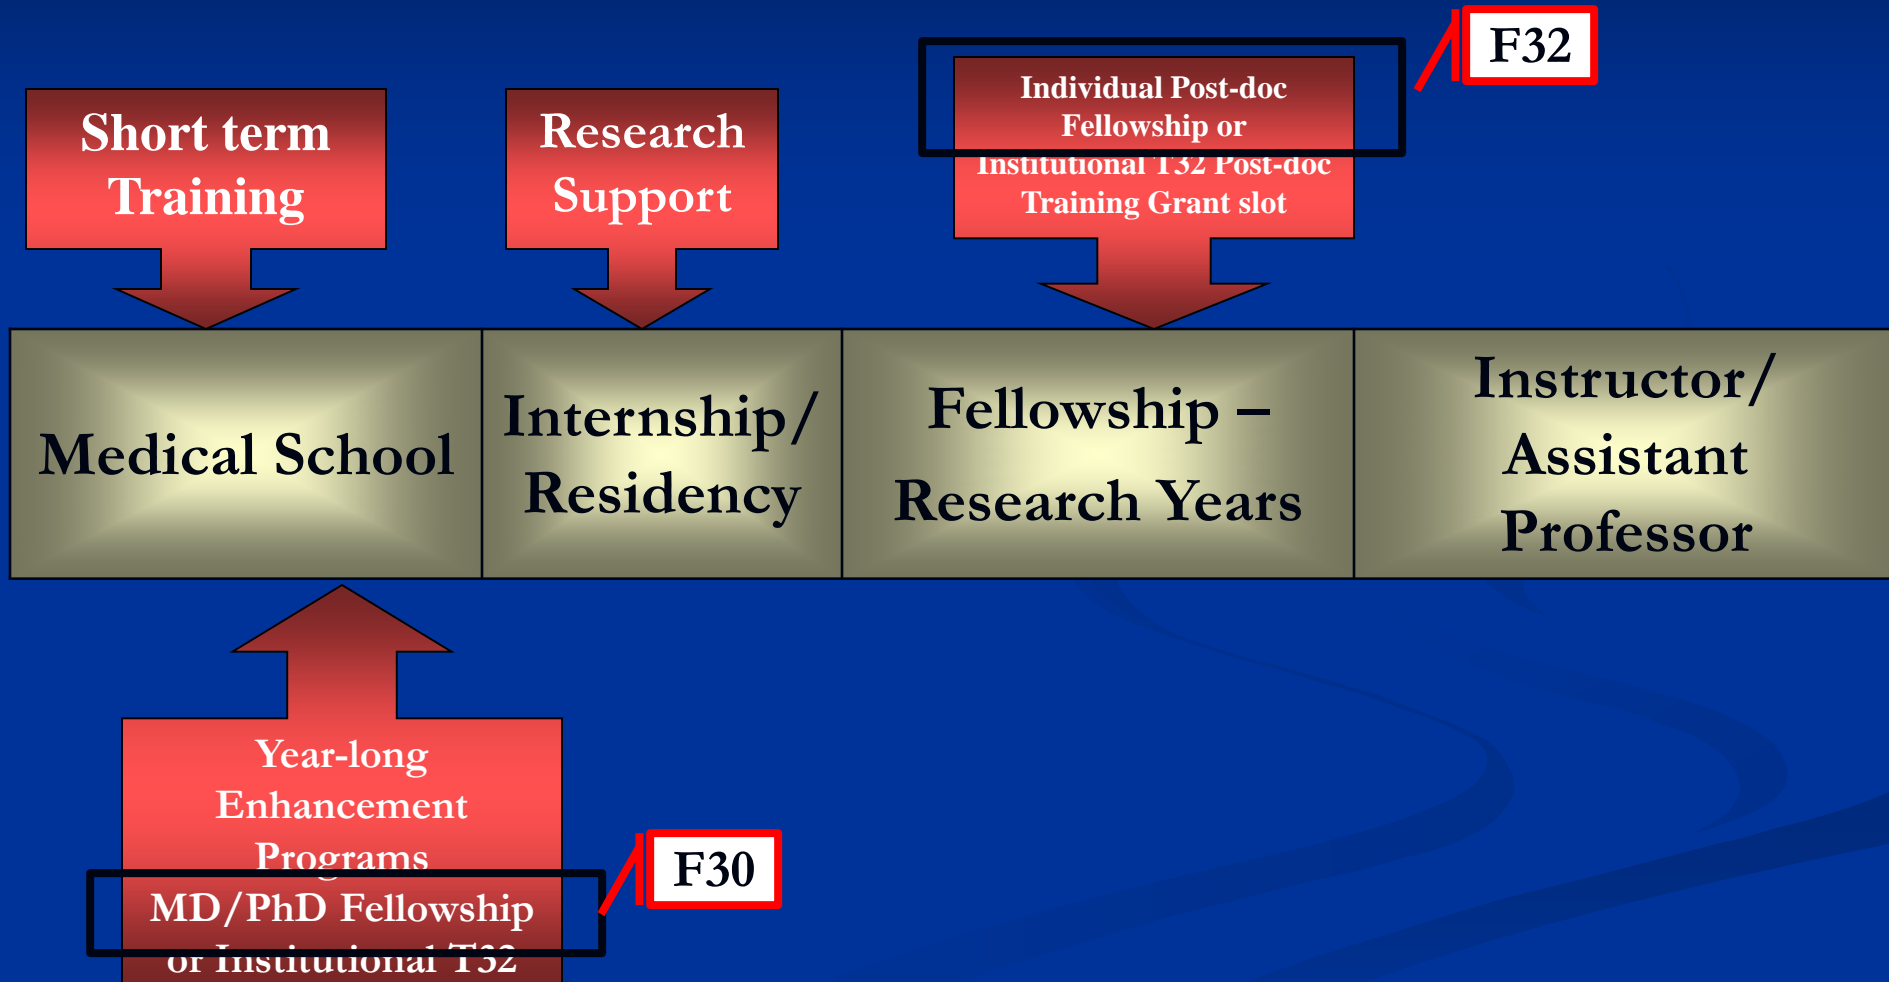 F32
Short term
Training
Research
Support
Individual Post-doc
Fellowship or
Institutional T32 Post-doc
Training Grant slot
Medical School
Internship/
Residency
Fellowship –
Research Years
Instructor/
Assistant
Professor
Year-long
Enhancement
Programs
MD/PhD Fellowship
or Institutional T32
F30